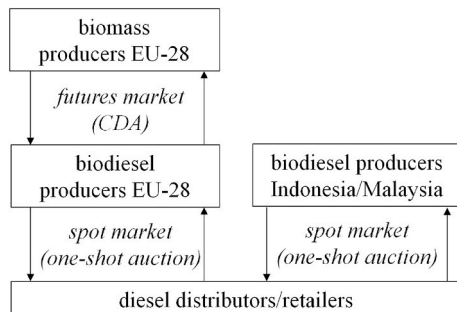 biomass
producers EU-28
futures market
(CDA)
biodiesel
producers EU-28
biodiesel producers
Indonesia/Malaysia
spot market
(one-shot auction)
spot market
(one-shot auction)
diesel distributors/retailers